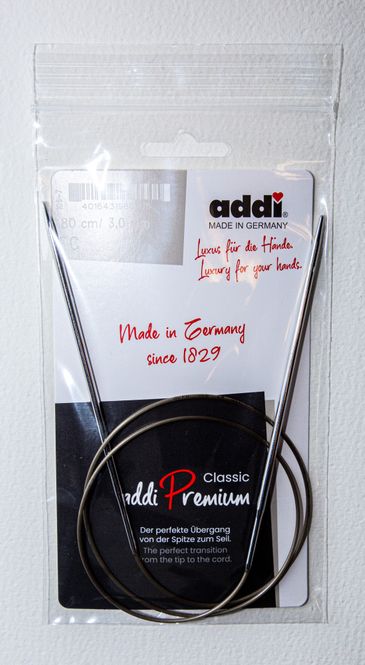 80 cm/ 3,0
C
addi®
MADE IN GERMANY
Luxus für die Hände.
Luxury for your hands.
Made in Germany
since 1829
Classic
addi Premium
Der perfekte Übergang
von der Spitze zum Seil.
The perfect transition
from the tip to the cord.